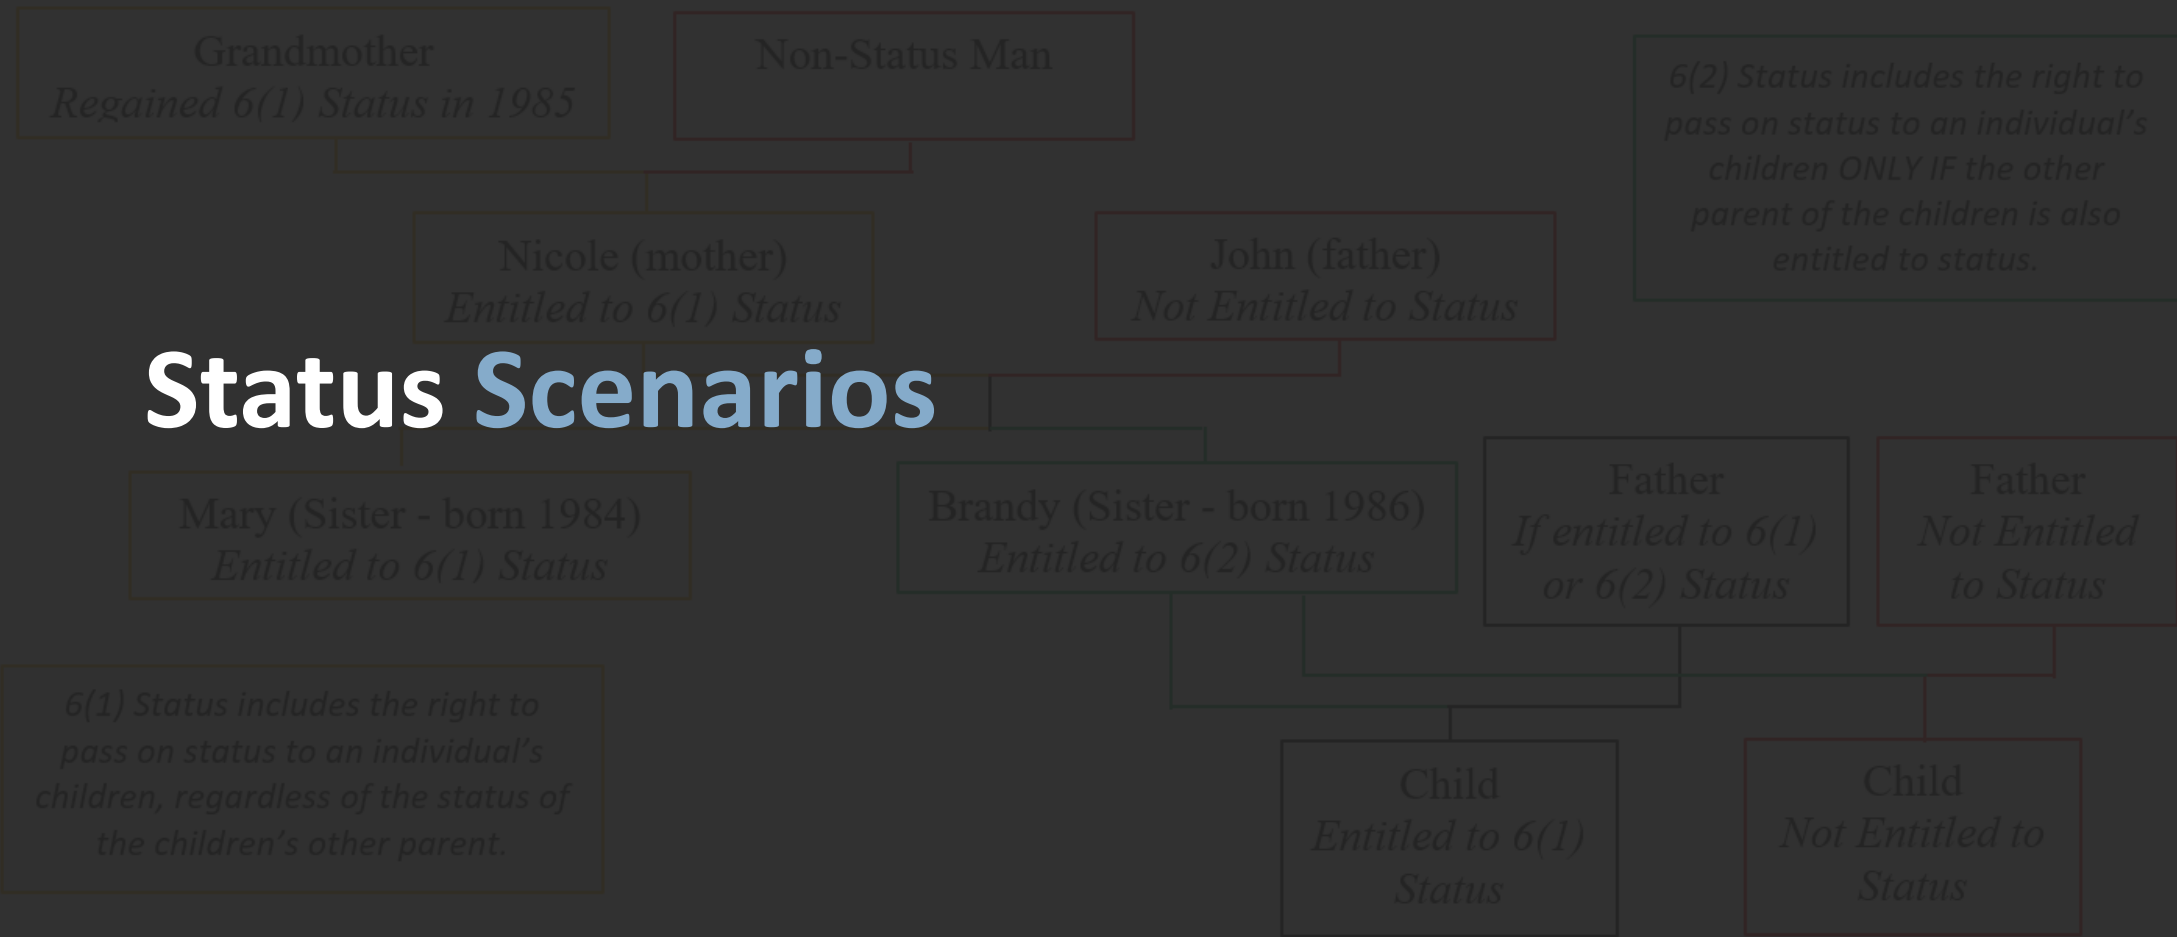 Grandmother
Regained 6(1) Status in 1985
Non-Status Man
6(2) Status includes the right to
pass on status to an individual’s
children ONLY IF the other
parent of the children is also
entitled to status.
Nicole (mother)
Entitled to 6(1) Status
John (father)
Not Entitled to Status
Status Scenarios
Mary (Sister - born 1984)
Entitled to 6(1) Status
Brandy (Sister - born 1986)
Entitled to 6(2) Status
Father
If entitled to 6(1)
or 6(2) Status
Father
Not Entitled
to Status
6(1) Status includes the right to
pass on status to an individual’s
children, regardless of the status of
the children’s other parent.
Child
Entitled to 6(1)
Status
Child
Not Entitled to
Status